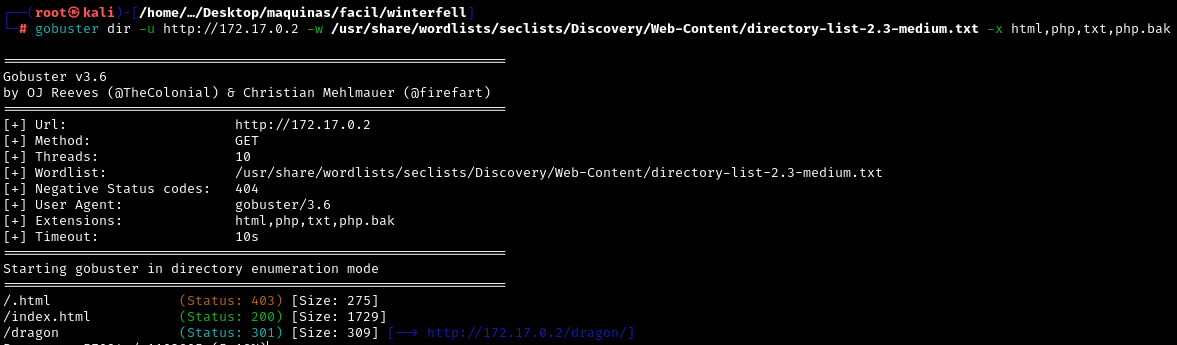 ┌──(root㉿kali)-[/home/…/Desktop/maquinas/facil/winterfell]
└─# gobuster dir -u http://172.17.0.2 -w /usr/share/wordlists/seclists/Discovery/Web-Content/directory-list-2.3-medium.txt -x html,php,txt,php.bak
===============================================================
Gobuster v3.6
by OJ Reeves (@TheColonial) & Christian Mehlmauer (@firefart)
===============================================================
[+] Url:                     http://172.17.0.2
[+] Method:                  GET
[+] Threads:                 10
[+] Wordlist:                /usr/share/wordlists/seclists/Discovery/Web-Content/directory-list-2.3-medium.txt
[+] Negative Status codes:   404
[+] User Agent:              gobuster/3.6
[+] Extensions:              html,php,txt,php.bak
[+] Timeout:                 10s
===============================================================
Starting gobuster in directory enumeration mode
===============================================================
/.html                (Status: 403) [Size: 275]
/index.html           (Status: 200) [Size: 1729]
/dragon               (Status: 301) [Size: 309] [--> http://172.17.0.2/dragon/]